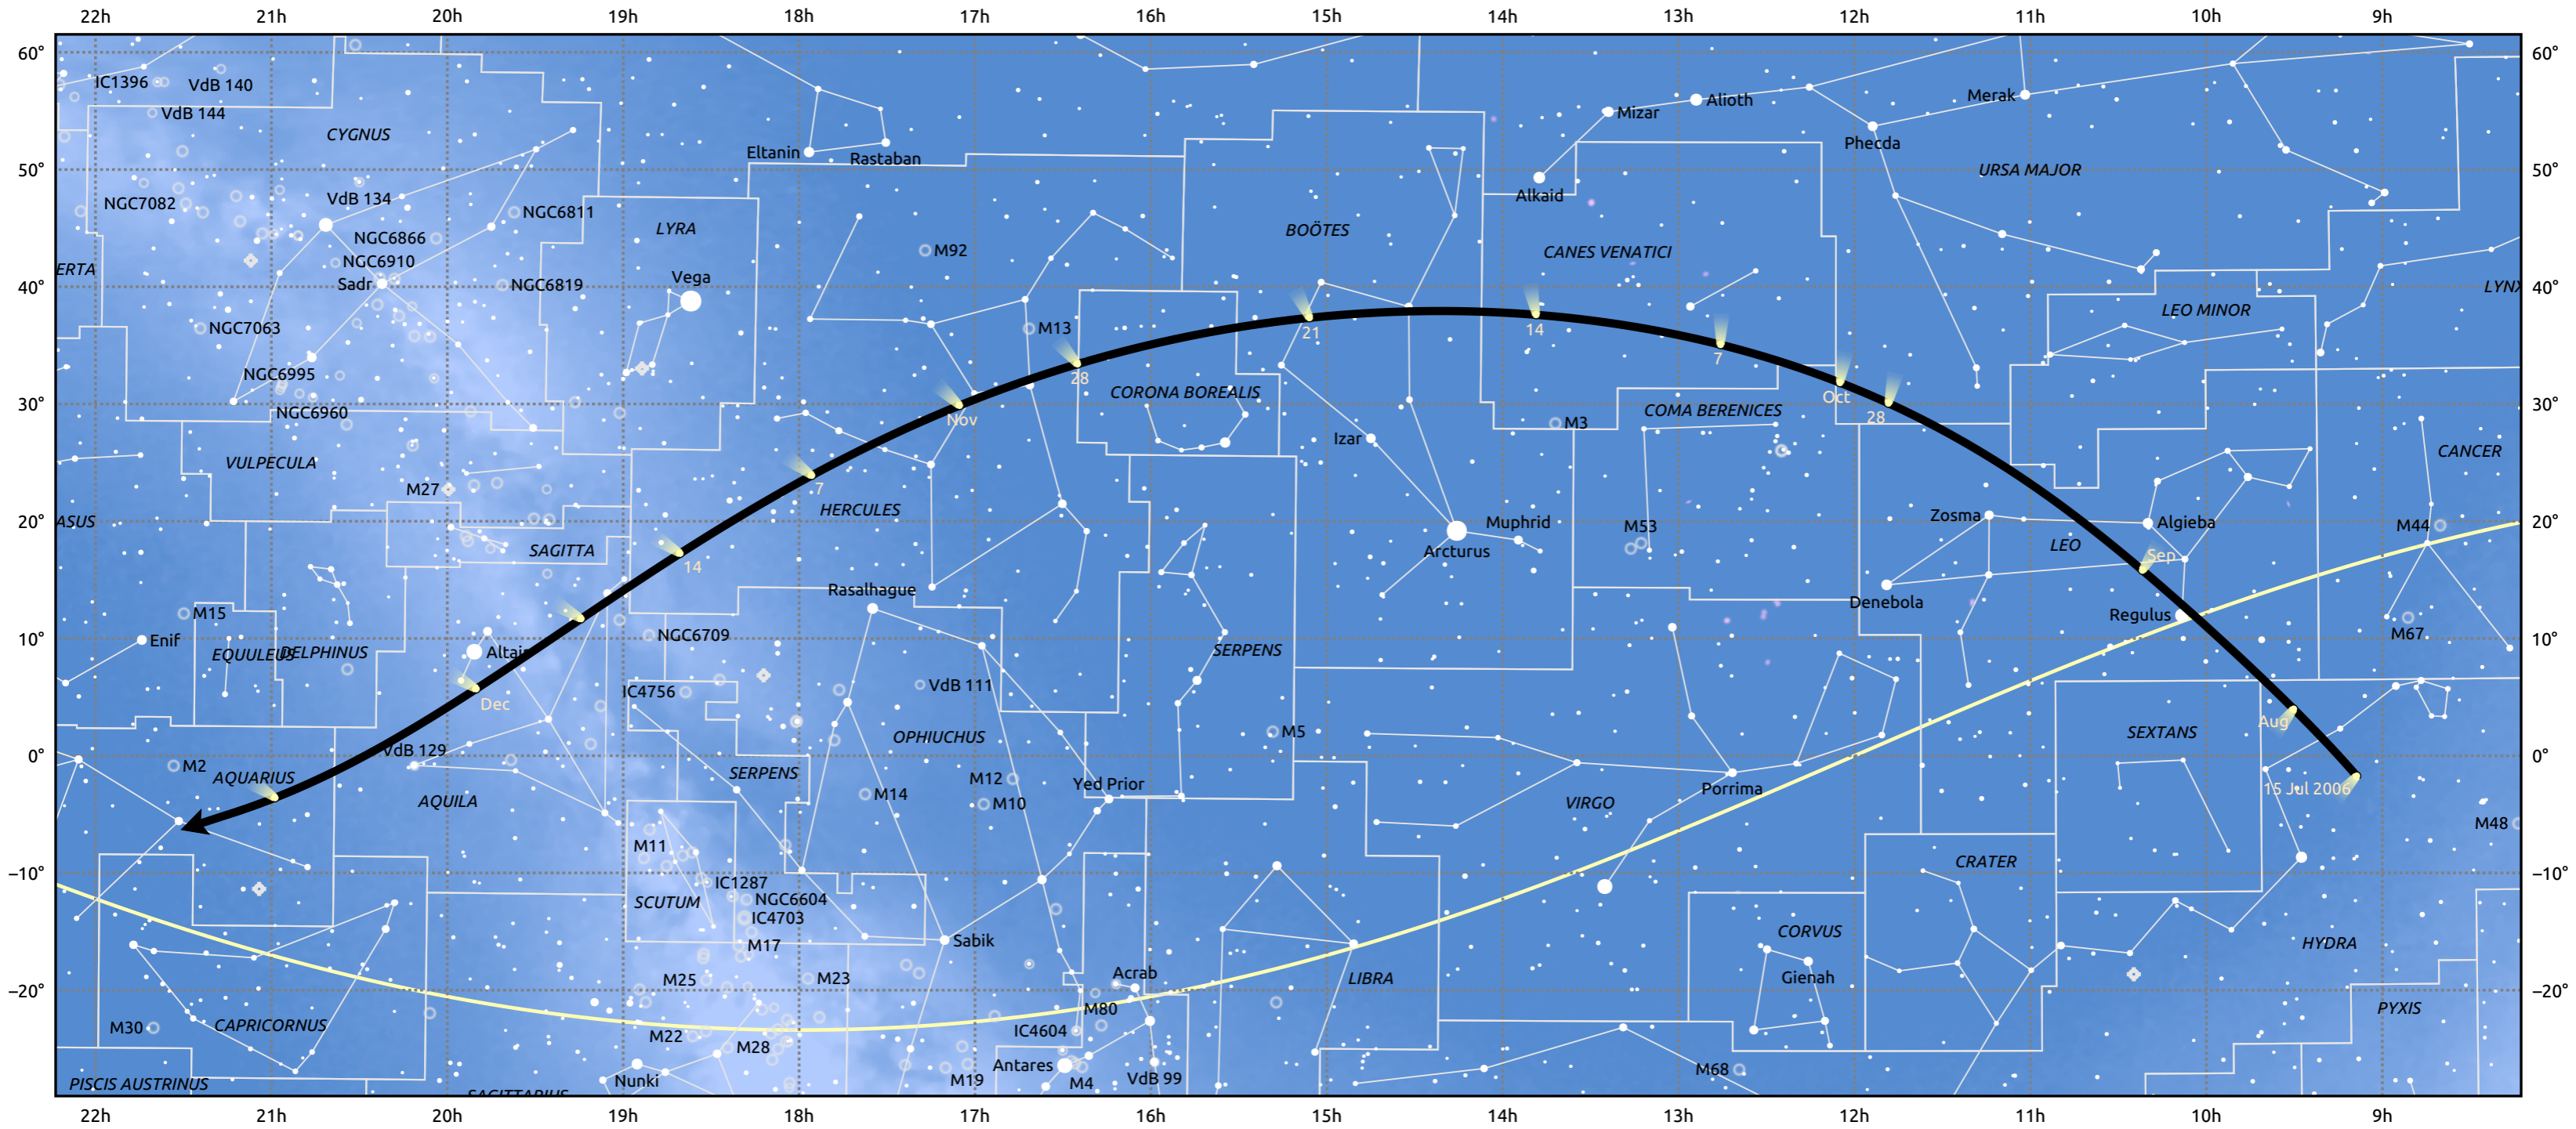 22h 21h 20h 19h 18h 17h 16h 15h 14h 13h 12h 11h 10h 9h
60° 60°
IC1396 VdB 140
VdB 144
Mizar Alioth Merak
CYGNUS
Eltanin Rastaban Phecda
50° 50°
URSA MAJOR
Alkaid
NGC7082 VdB 134 NGC6811
LYRA BOÖTES
NGC6866 M92 CANES VENATICI
NGC6910
ERTA
Vega
Sadr NGC6819
40° 40°
LYNX
LEO MINOR
NGC7063 M13 21 14
7
NGC6995 28
CORONA BOREALIS Oct
30° 30°
NGC6960 Nov COMA BERENICES 28
M3
Izar
VULPECULA CANCER
M27 7
HERCULES
20° 20°
ASUS Muphrid M53 Zosma Algieba M44
SAGITTA Arcturus LEO
Sep
14
Rasalhague Denebola
M15 Regulus
NGC6709 M67
10° 10°
Enif
EQUULEUS DELPHINUS Altair SERPENS
IC4756 VdB 111
Dec
Aug
M5 SEXTANS
OPHIUCHUS
0° 0°
VdB 129
M2
AQUARIUS SERPENS M12 Yed Prior Porrima 15 Jul 2006
AQUILA M14 M10 VIRGO
M48
M11 CRATER
−10° −10°
IC1287
SCUTUM NGC6604
IC4703
CORVUS
M17 Sabik HYDRA
M25 M23 Acrab LIBRA Gienah
−20° −20°
M80 PYXIS
M30 CAPRICORNUS M22 IC4604
M28
Antares M68
PISCIS AUSTRINUS Nunki M19 M4 VdB 99
SAGITTARIUS
22h 21h 20h 19h 18h 17h 16h 15h 14h 13h 12h 11h 10h 9h